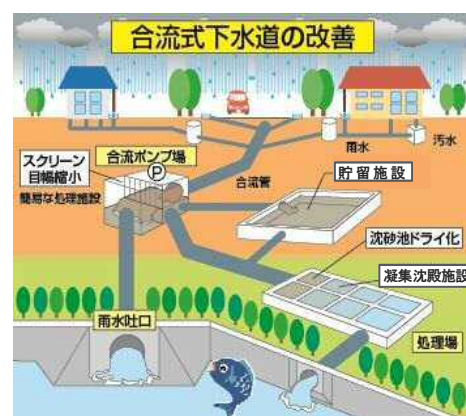 合流式下水道の改善
スクリーン
目幅縮小
簡易な処理施設
合流ポンプ場
P
雨水
汚水
合流管
貯留施設
沈砂池ドライ化
凝集沈殿施設
雨水吐口
処理場